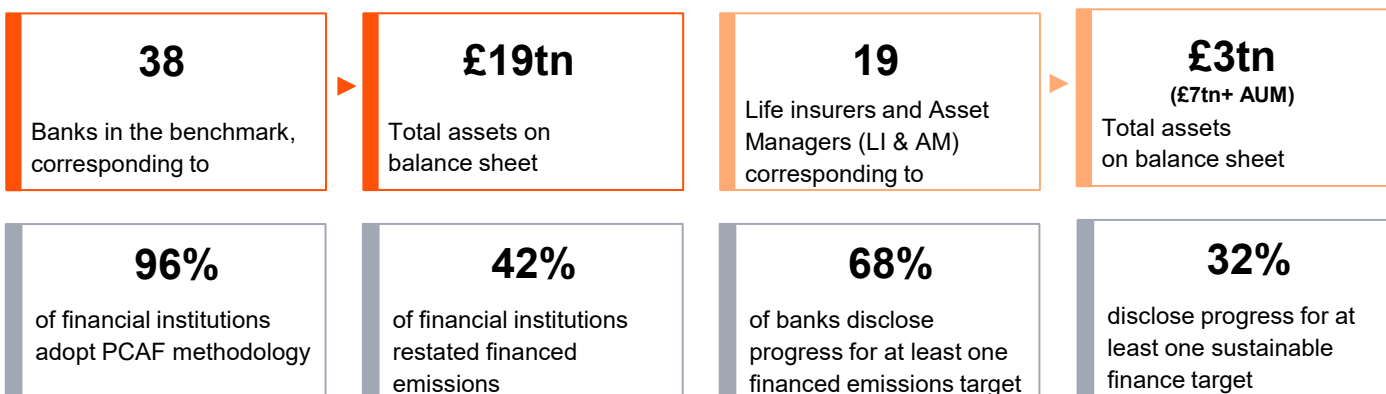 38
Banks in the benchmark,
corresponding to
£19tn
Total assets on
balance sheet
19
Life insurers and Asset
Managers (LI & AM)
corresponding to
£3tn
(£7tn+ AUM)
Total assets
on balance sheet
96%
of financial institutions
adopt PCAF methodology
42%
of financial institutions
restated financed
emissions
68%
of banks disclose
progress for at least one
financed emissions target
32%
disclose progress for at
least one sustainable
finance target